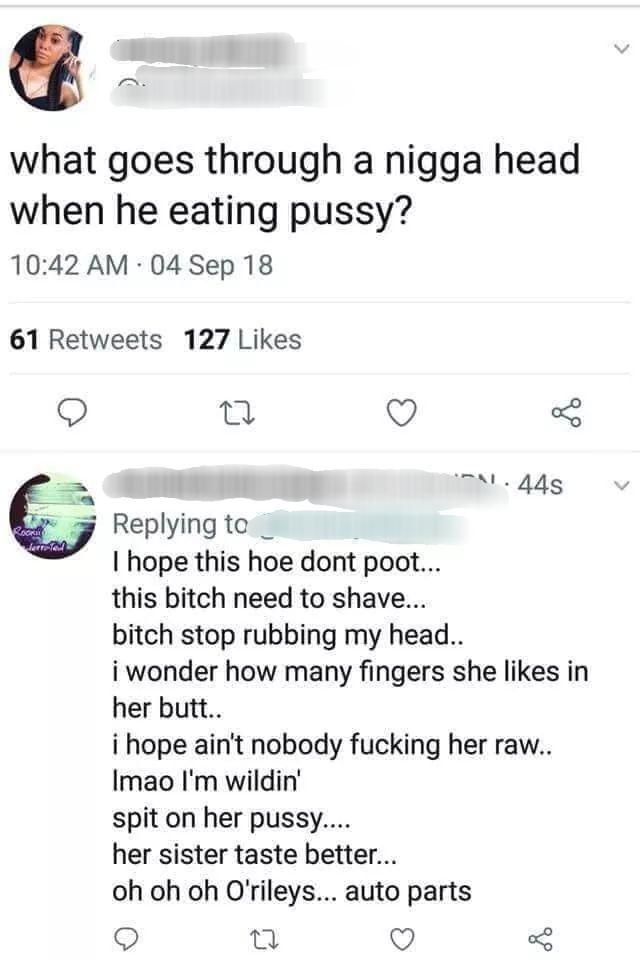 what goes through a nigga head
when he eating pussy?
10:42 AM · 04 Sep 18
61 Retweets 127 Likes
· 44s
Replying to
I hope this hoe dont poot...
this bitch need to shave...
bitch stop rubbing my head..
i wonder how many fingers she likes in
her butt..
i hope ain't nobody fucking her raw..
lmao I'm wildin'
spit on her pussy....
her sister taste better...
oh oh oh O'rileys... auto parts